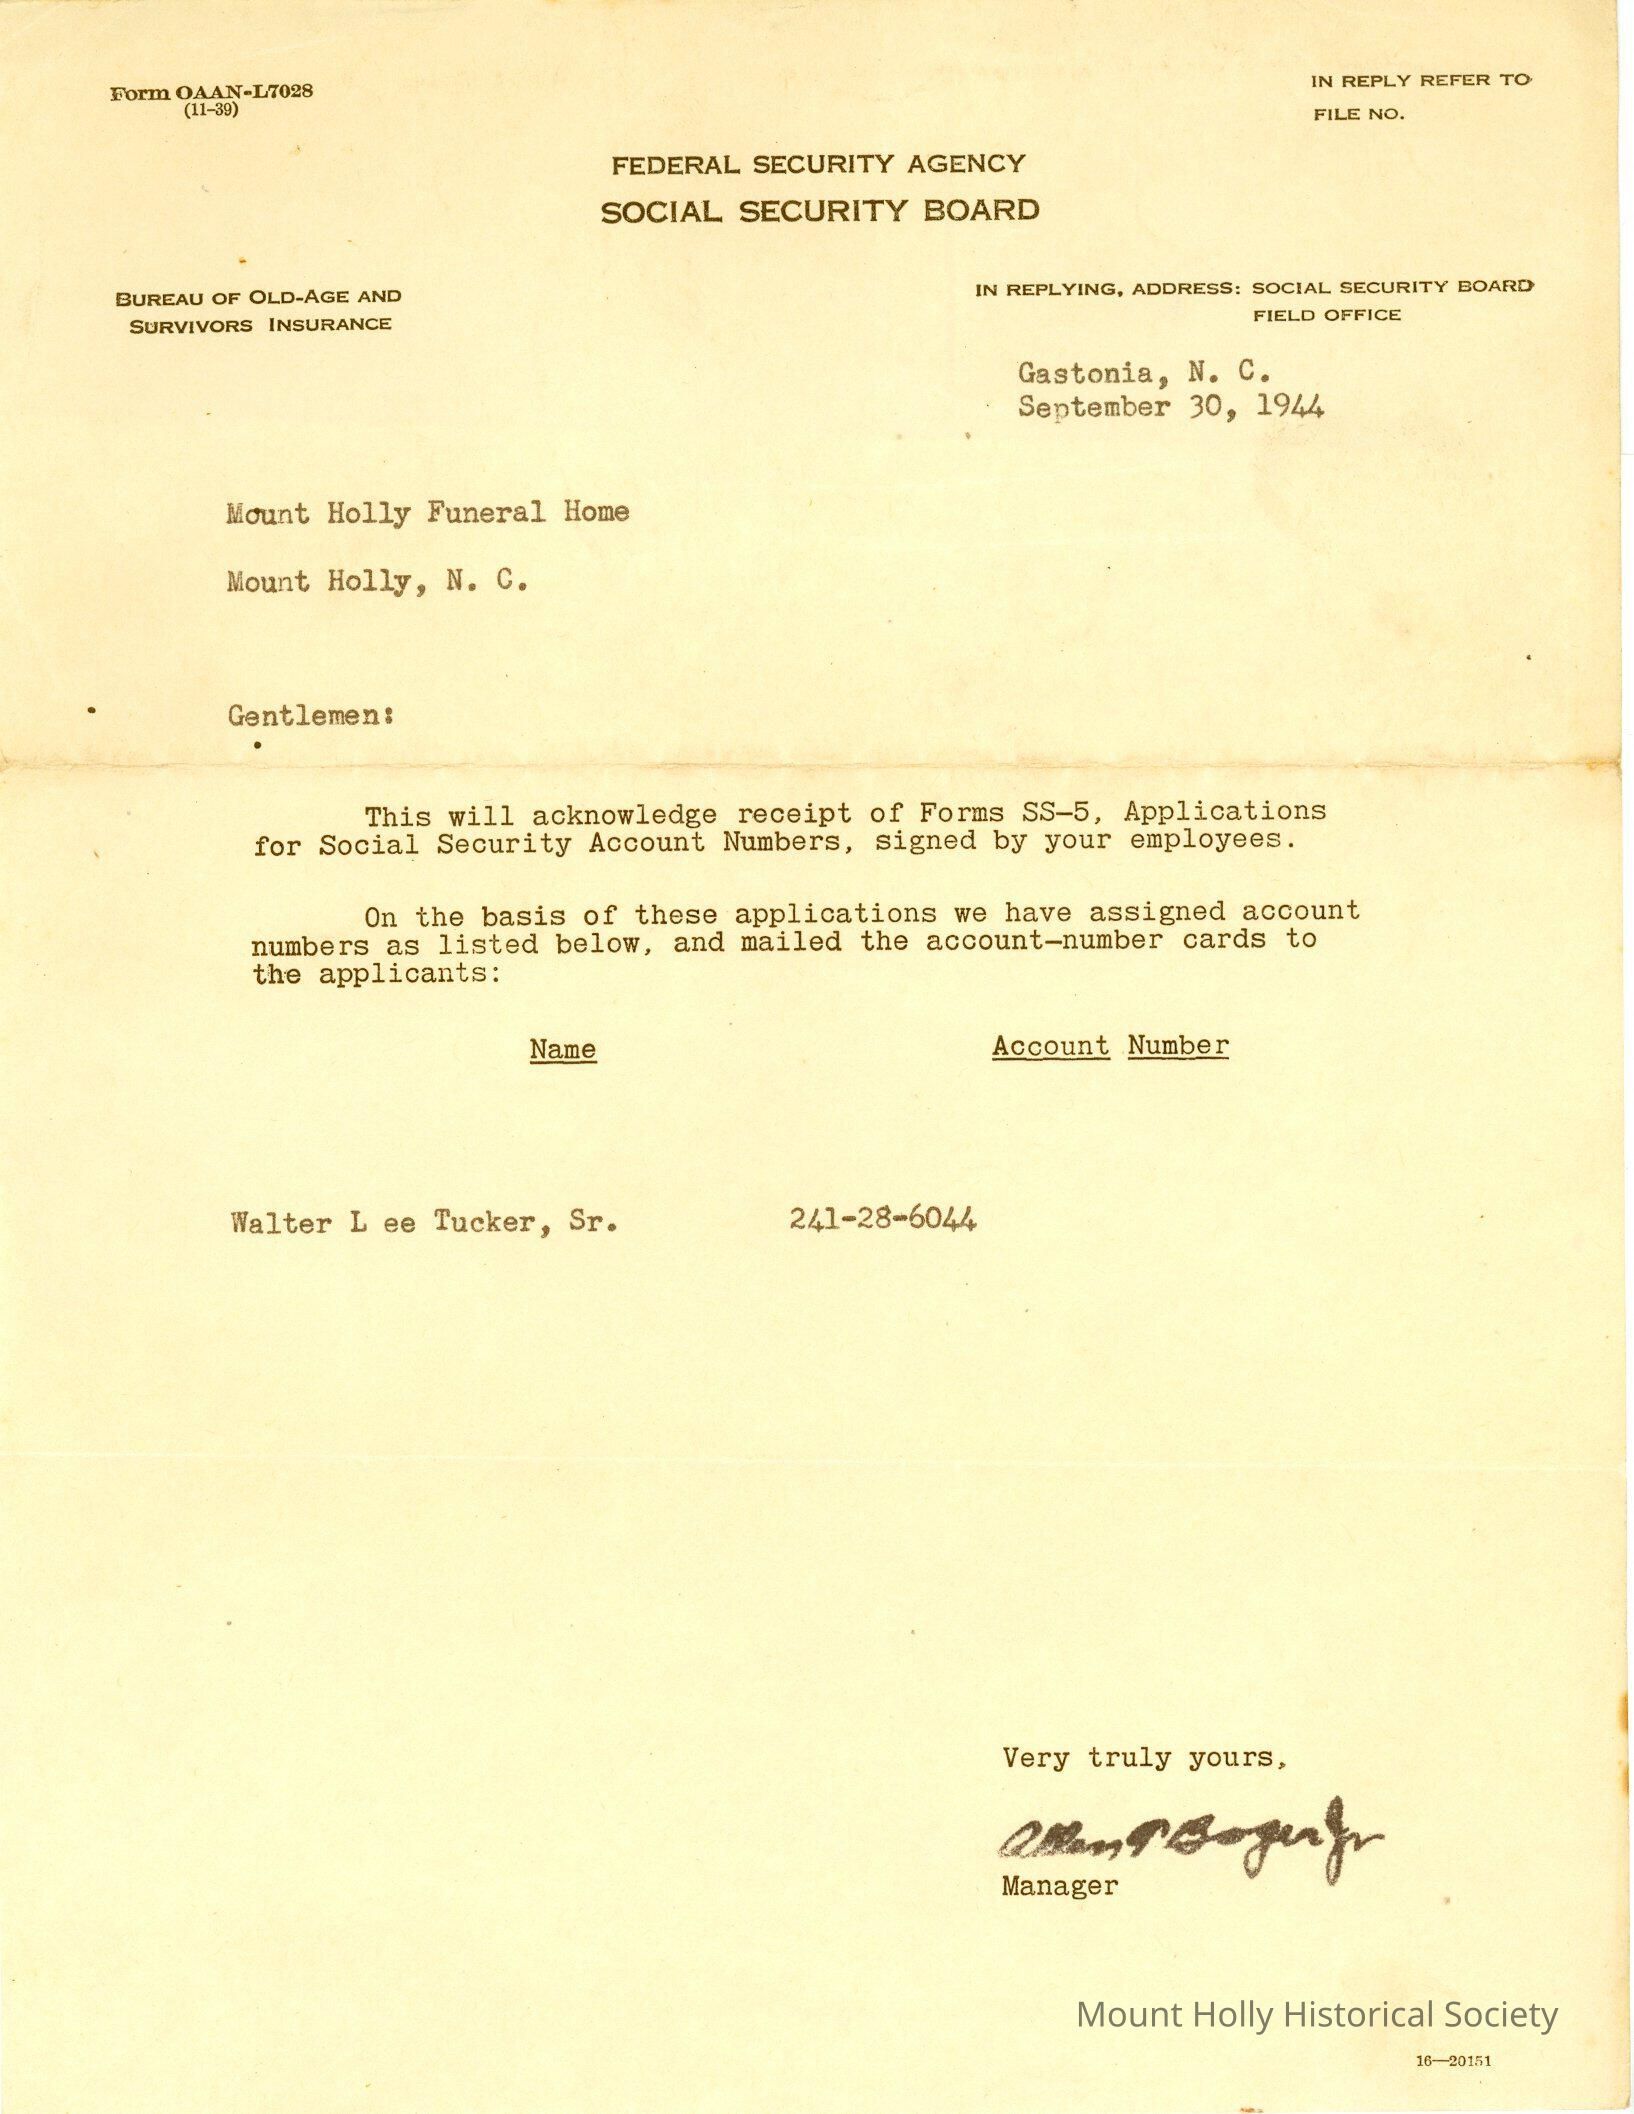 Form OAAN-L7028
(11-39)
IN REPLY REFER TO
FILE NO.
FEDERAL SECURITY AGENCY
SOCIAL SECURITY BOARD
BUREAU OF OLD-AGE AND
SURVIVORS INSURANCE
IN REPLYING, ADDRESS: SOCIAL SECURITY BOARD
FIELD OFFICE
Gastonia, N. C.
September 30, 1944
Mount Holly Funeral Home
Mount Holly, N. C.
Gentlemen:
This will acknowledge receipt of Forms SS-5, Applications
for Social Security Account Numbers, signed by your employees.
On the basis of these applications we have assigned account
numbers as listed below, and mailed the account-number cards to
the applicants:
Name Account Number
Walter L ee Tucker, Sr. 241-28-6044
Very truly yours,
Allen P Boger Jr
Manager
Mount Holly Historical Society
16—20151